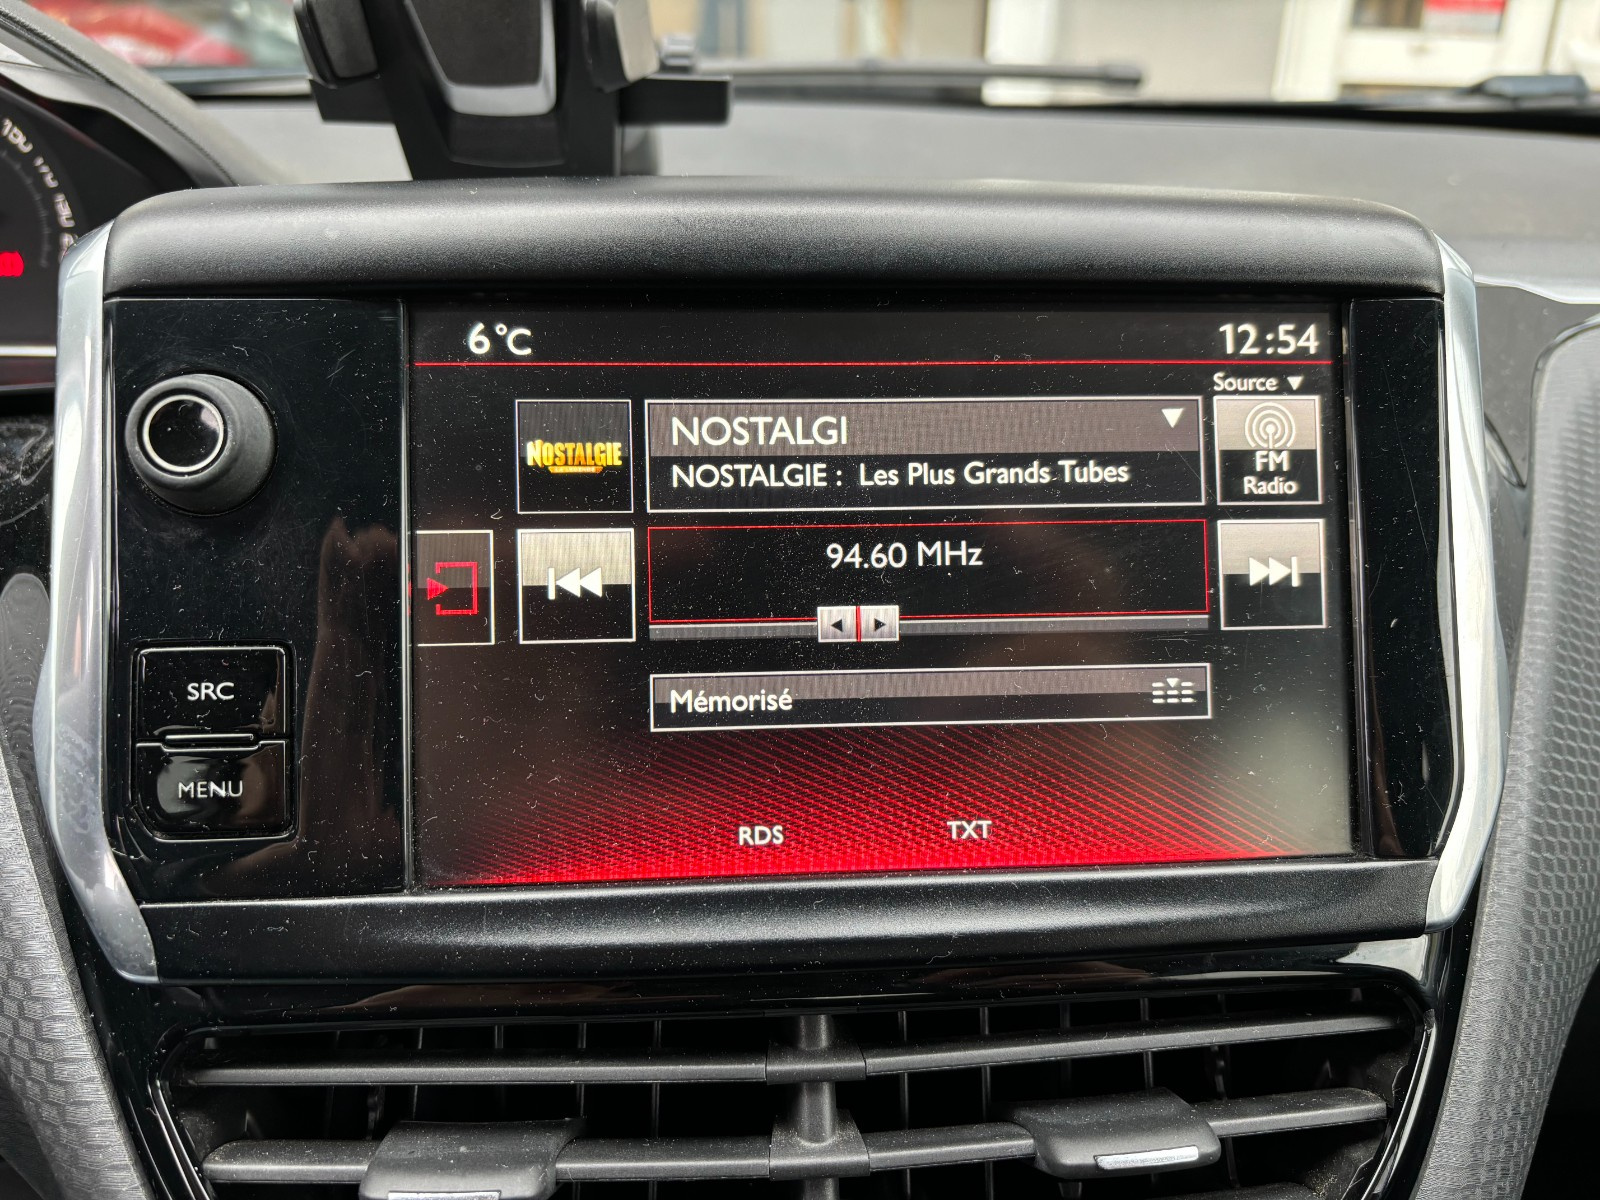 160
6°C
12:54
Source
NOSTALGIE
NOSTALGI
NOSTALGIE : Les Plus Grands Tubes
FM
Radio
94.60 MHz
SRC
Mémorisé
MENU
RDS
TXT